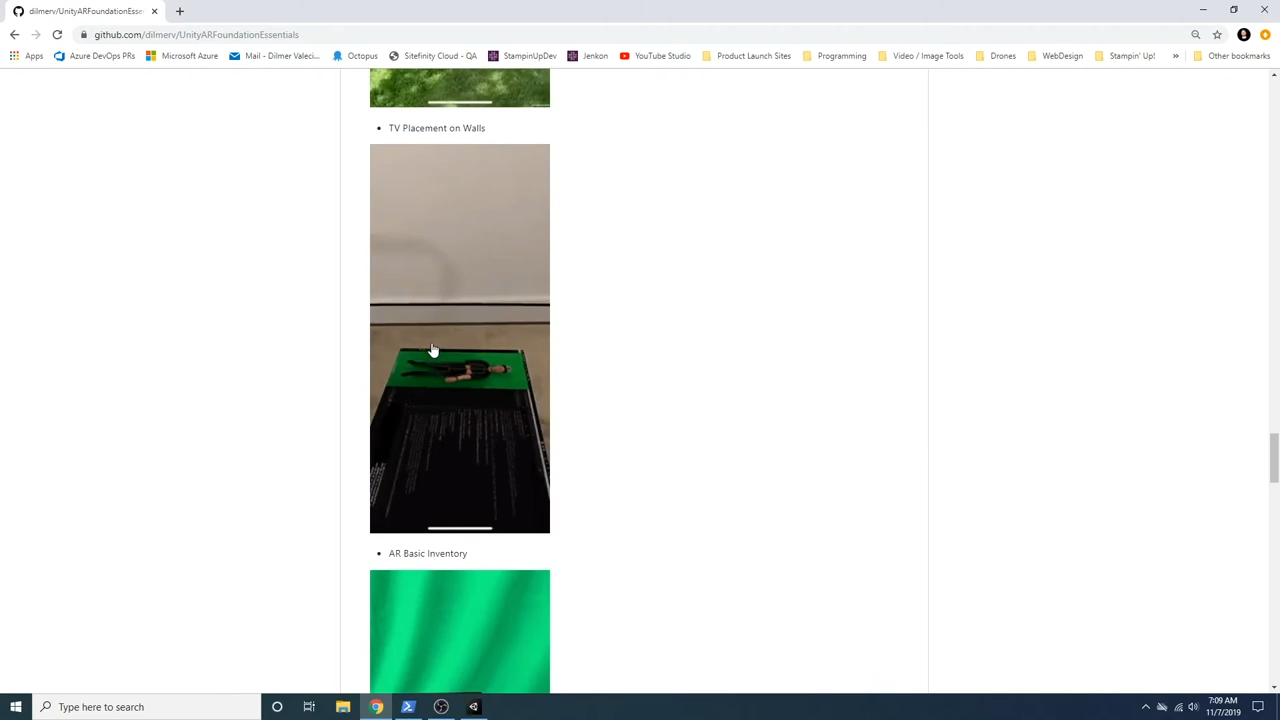 dilmerv/UnityARFoundationEssen
github.com/dilmerv/UnityARFoundationEssentials
Apps Azure DevOps PRs Microsoft Azure Mail - Dilmer Valeci... Octopus Sitefinity Cloud - QA StampinUpDev Jenkon YouTube Studio Product Launch Sites Programming Video / Image Tools Drones WebDesign Stampin' Up! » Other bookmarks
• TV Placement on Walls
• AR Basic Inventory
Type here to search
7:09 AM
11/7/2019